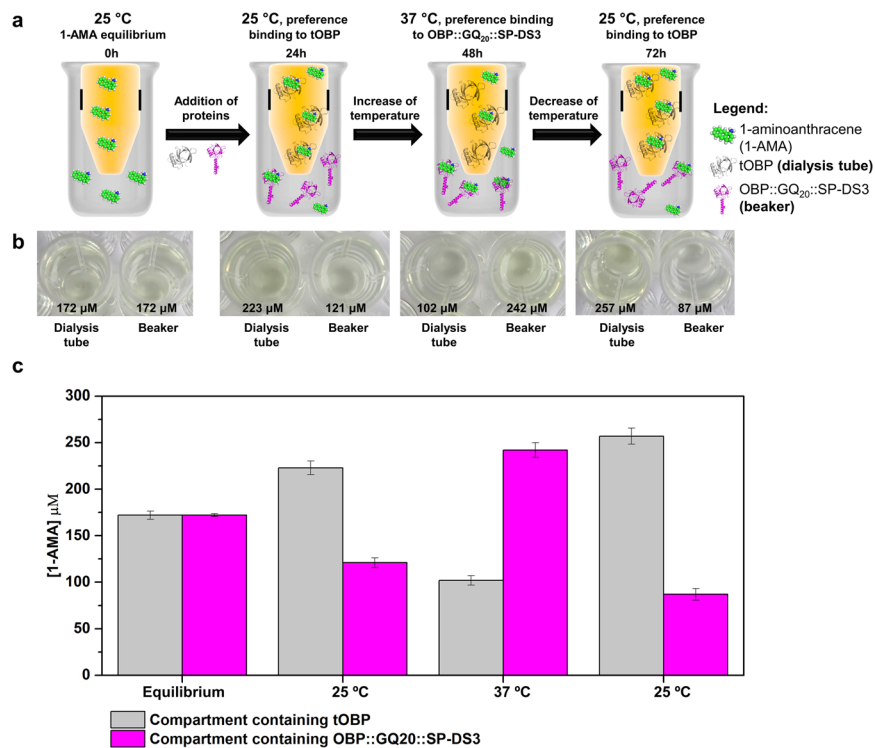 a
25 °C
1-AMA equilibrium
0h
Addition of
proteins
25 °C, preference
binding to tOBP
24h
Increase of
temperature
37 °C, preference binding
to OBP::GQ₂₀::SP-DS3
48h
Decrease of
temperature
25 °C, preference
binding to tOBP
72h
Legend:
1-aminoanthracene
(1-AMA)
tOBP (dialysis tube)
OBP::GQ₂₀::SP-DS3
(beaker)
b
172 µM 172 µM
Dialysis tube Beaker
223 µM 121 µM
Dialysis tube Beaker
102 µM 242 µM
Dialysis tube Beaker
257 µM 87 µM
Dialysis tube Beaker
c
[1-AMA] µM
300
250
200
150
100
50
0
Equilibrium 25 ºC 37 ºC 25 ºC
Compartment containing tOBP
Compartment containing OBP::GQ20::SP-DS3